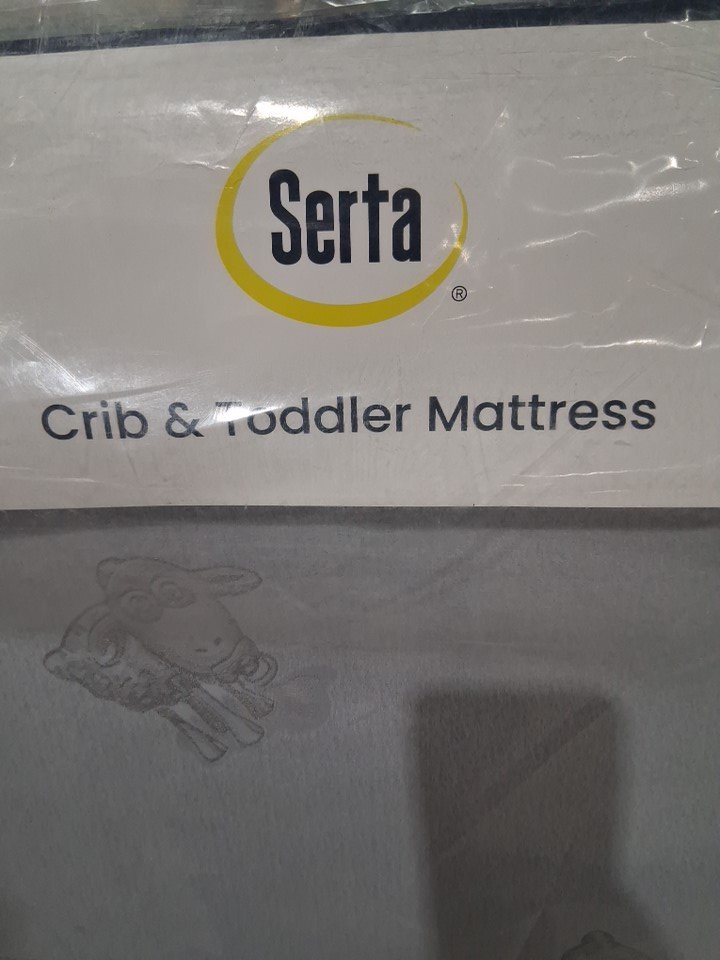 Serta
®
Crib & Toddler Mattress